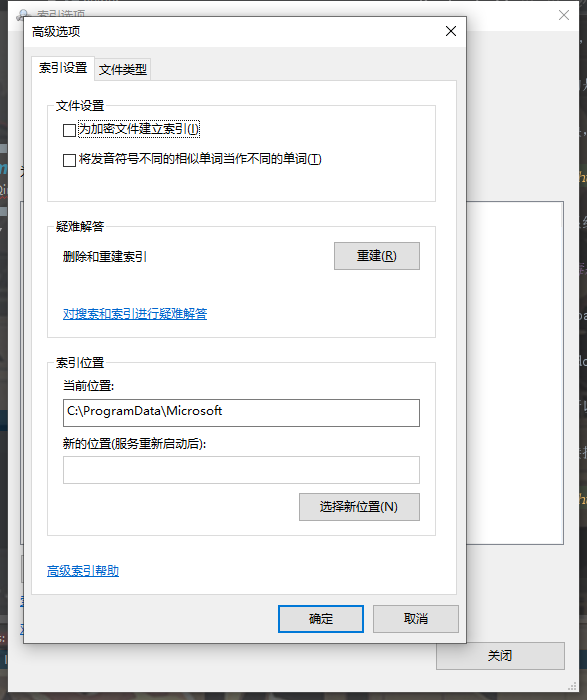 索引选项
高级选项
索引设置
文件类型
文件设置
为加密文件建立索引(I)
将发音符号不同的相似单词当作不同的单词(T)
疑难解答
删除和重建索引
重建(R)
对搜索和索引进行疑难解答
索引位置
当前位置:
C:\ProgramData\Microsoft
新的位置(服务重新启动后):
选择新位置(N)
高级索引帮助
确定
取消
关闭